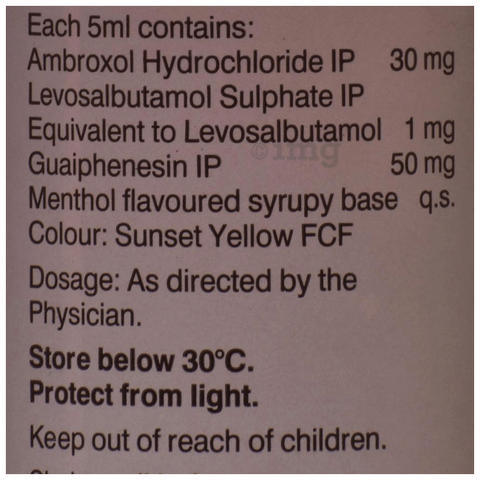 Each 5ml contains:
Ambroxol Hydrochloride IP 30 mg
Levosalbutamol Sulphate IP
Equivalent to Levosalbutamol 1 mg
Guaiphenesin IP 50 mg
Menthol flavoured syrupy base q.s.
Colour: Sunset Yellow FCF
Dosage: As directed by the
Physician.
Store below 30°C.
Protect from light.
Keep out of reach of children.